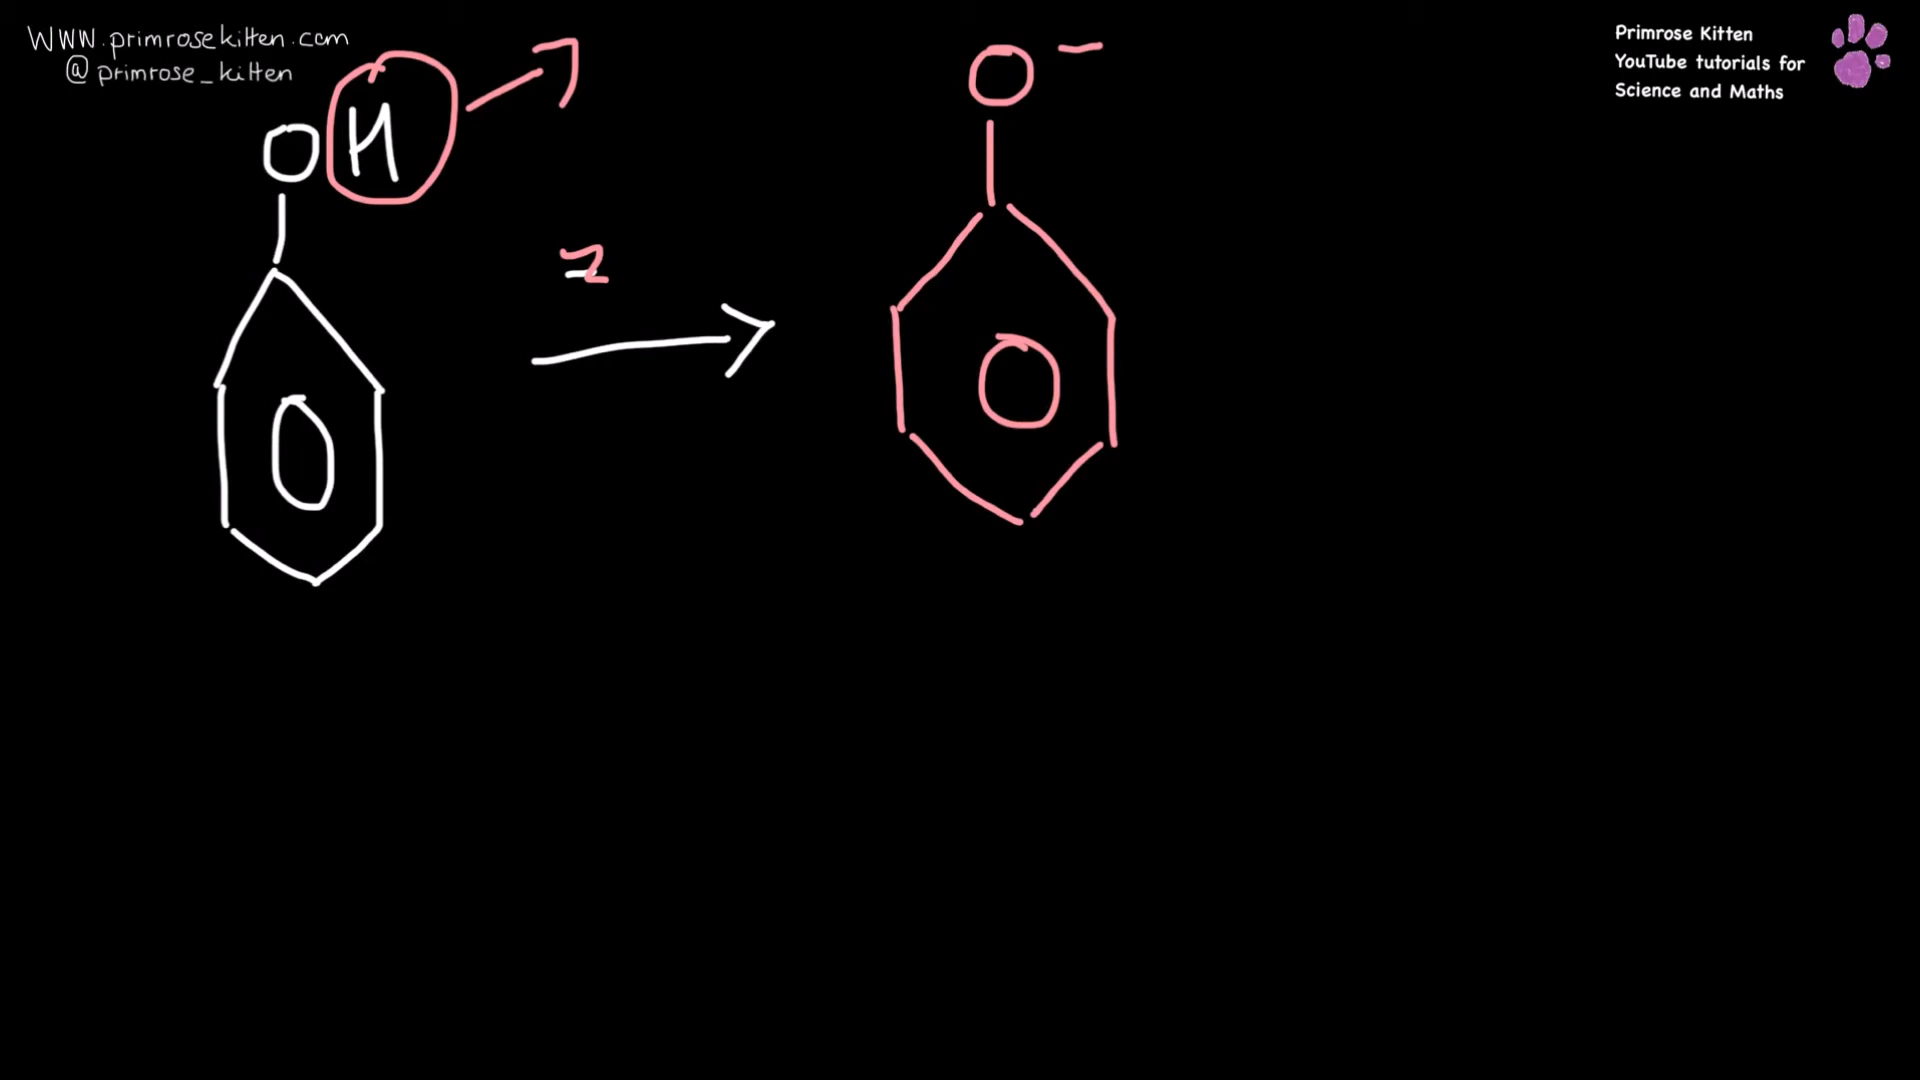 www.primrosekitten.com
@primrose_kitten
Primrose Kitten
YouTube tutorials for
Science and Maths
OH
O⁻